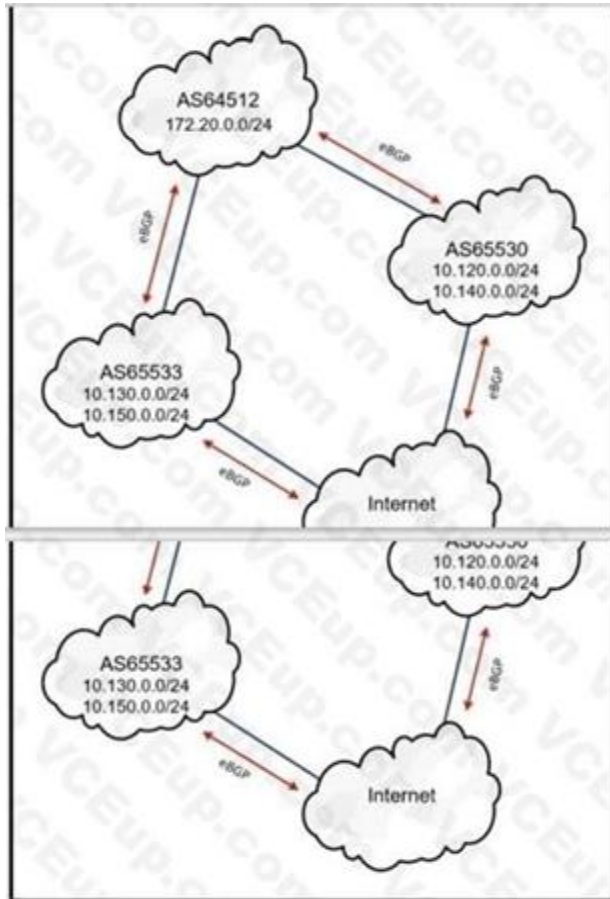 AS64512
172.20.0.0/24
eBGP
eBGP
AS65530
10.120.0.0/24
10.140.0.0/24
AS65533
10.130.0.0/24
10.150.0.0/24
eBGP
eBGP
Internet
10.120.0.0/24
10.140.0.0/24
AS65533
10.130.0.0/24
10.150.0.0/24
eBGP
eBGP
Internet
VCEup.com